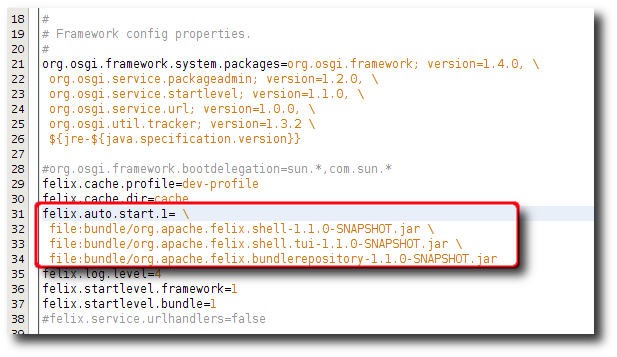 18 #
19 # Framework config properties.
20 #
21 org.osgi.framework.system.packages=org.osgi.framework; version=1.4.0, \
22 org.osgi.service.packageadmin; version=1.2.0, \
23 org.osgi.service.startlevel; version=1.1.0, \
24 org.osgi.service.url; version=1.0.0, \
25 org.osgi.util.tracker; version=1.3.2 \
26 ${jre-${java.specification.version}}
27
28 #org.osgi.framework.bootdelegation=sun.*,com.sun.*
29 felix.cache.profile=dev-profile
30 felix.cache.dir=cache
31 felix.auto.start.1= \
32 file:bundle/org.apache.felix.shell-1.1.0-SNAPSHOT.jar \
33 file:bundle/org.apache.felix.shell.tui-1.1.0-SNAPSHOT.jar \
34 file:bundle/org.apache.felix.bundlerepository-1.1.0-SNAPSHOT.jar
35 felix.log.level=4
36 felix.startlevel.framework=1
37 felix.startlevel.bundle=1
38 #felix.service.urlhandlers=false
39